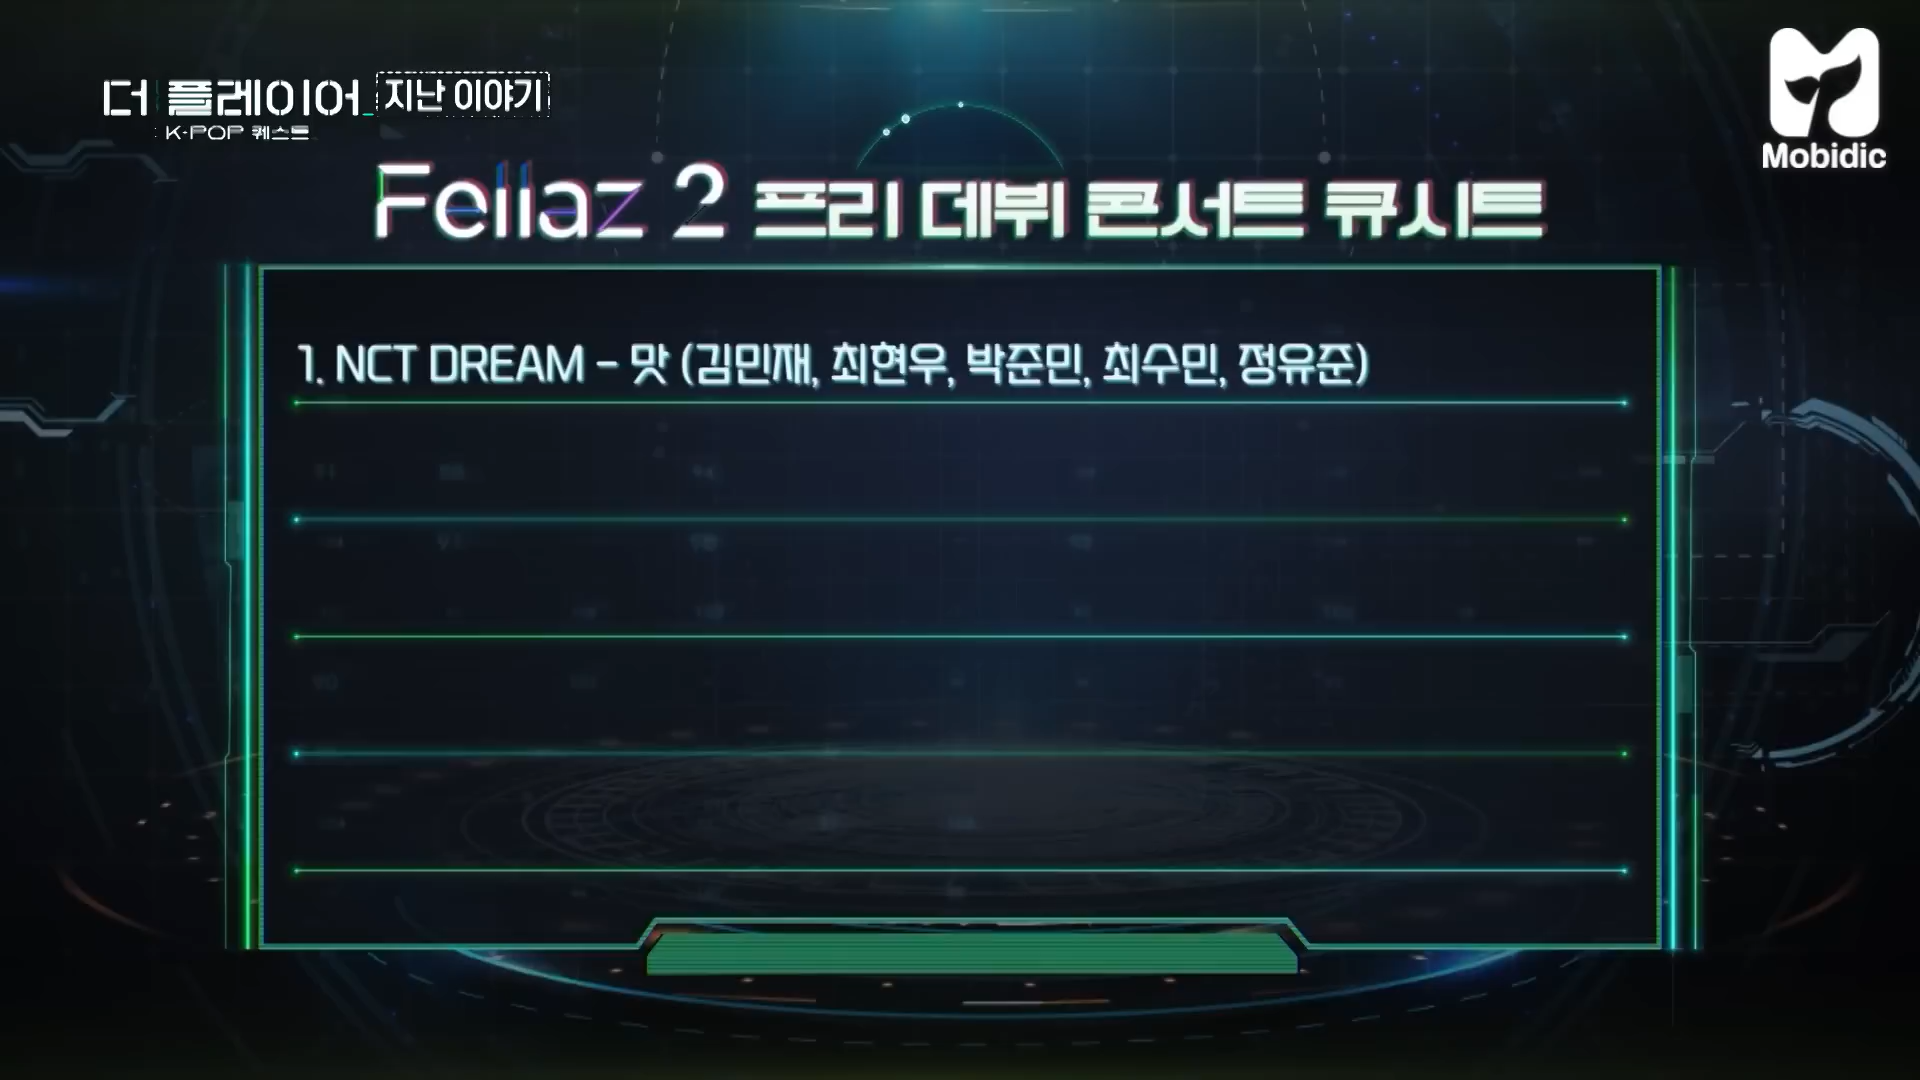 더 플레이어_ 지난 이야기
K-POP 퀘스트
Mobidic
Fellaz 2 프리 데뷔 콘서트 큐시트
1. NCT DREAM - 맛 (김민재, 최현우, 박준민, 최수민, 정유준)